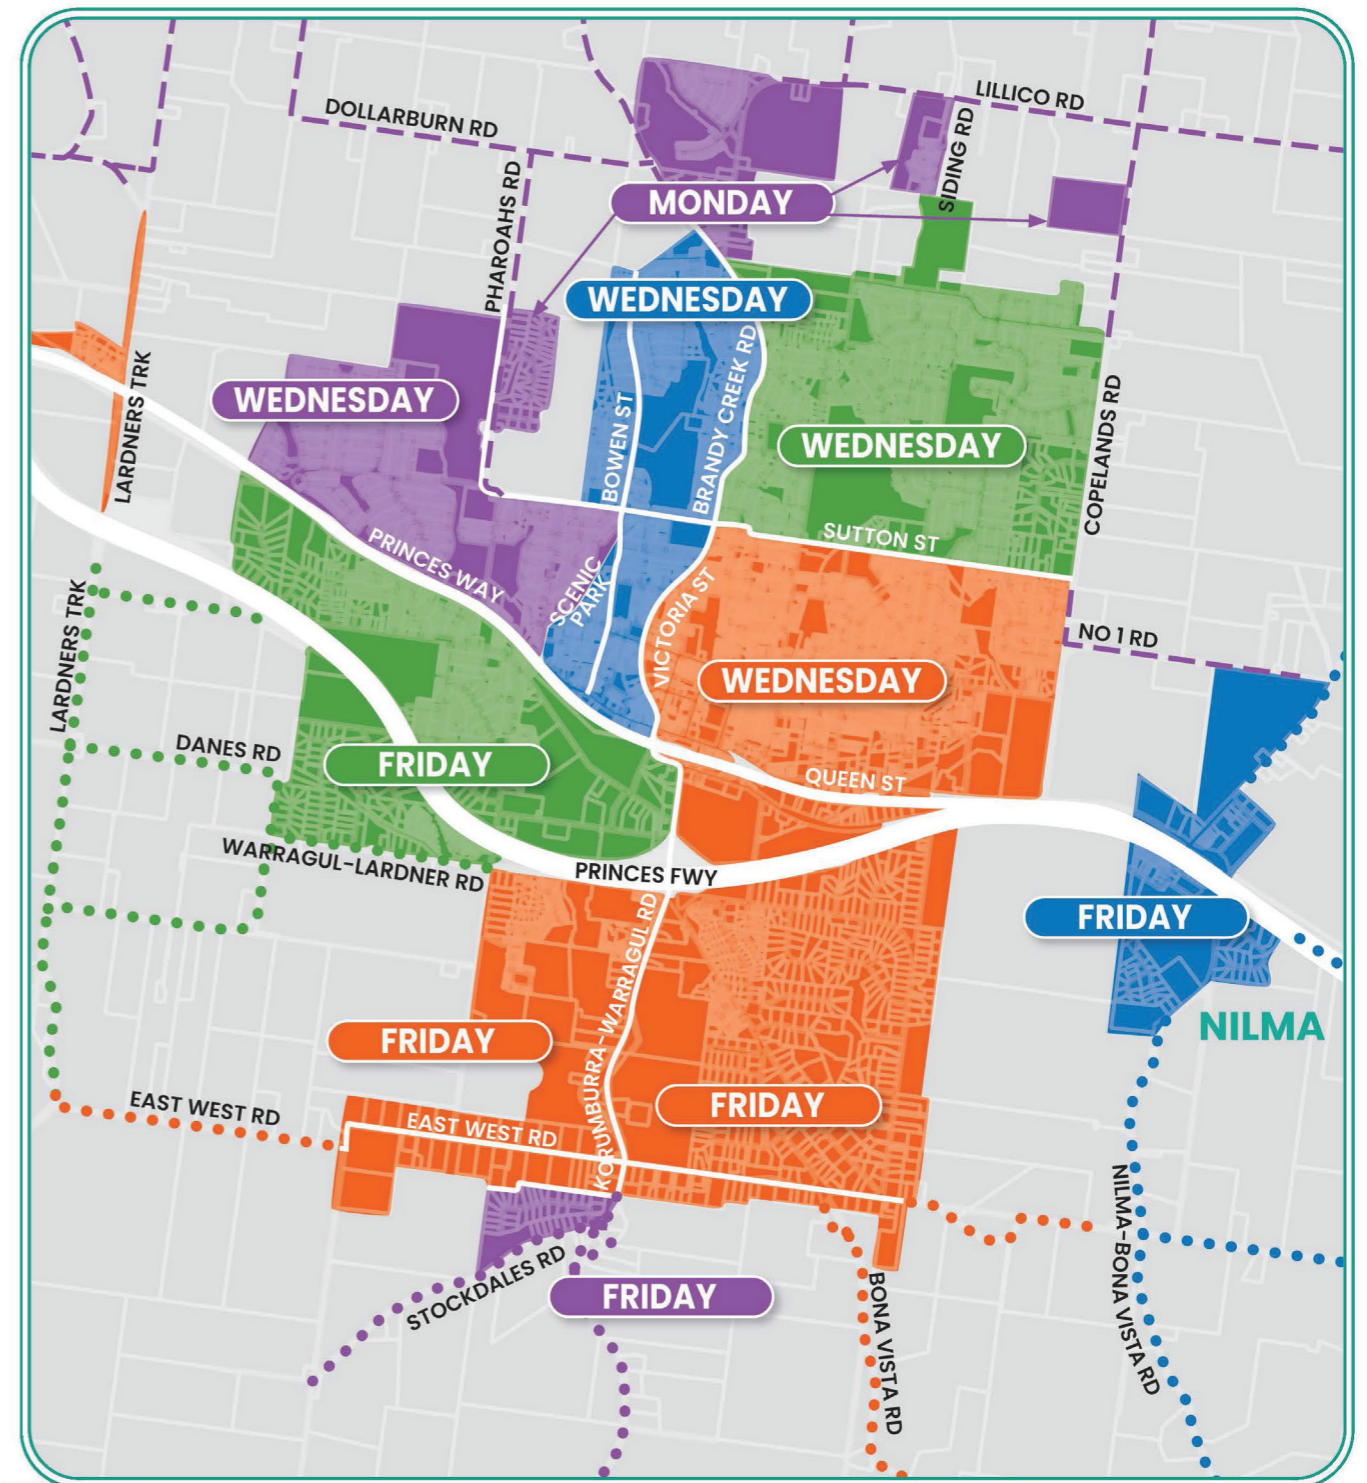 LILLICO RD
DOLLARBURN RD
SIDING RD
PHAROAHS RD
MONDAY
WEDNESDAY
LARDNERS TRK
WEDNESDAY
BOWEN ST
BRANDY CREEK RD
WEDNESDAY
COPELANDS RD
SUTTON ST
PRINCES WAY
SCENIC
PARK
VICTORIA ST
LARDNERS TRK
NO 1 RD
WEDNESDAY
DANES RD
FRIDAY
QUEEN ST
WARRAGUL-LARDNER RD
PRINCES FWY
FRIDAY
KORUMBURRA-WARRAGUL RD
NILMA
FRIDAY
FRIDAY
EAST WEST RD
EAST WEST RD
NILMA-BONA VISTA RD
STOCKDALES RD
FRIDAY
BONA VISTA RD